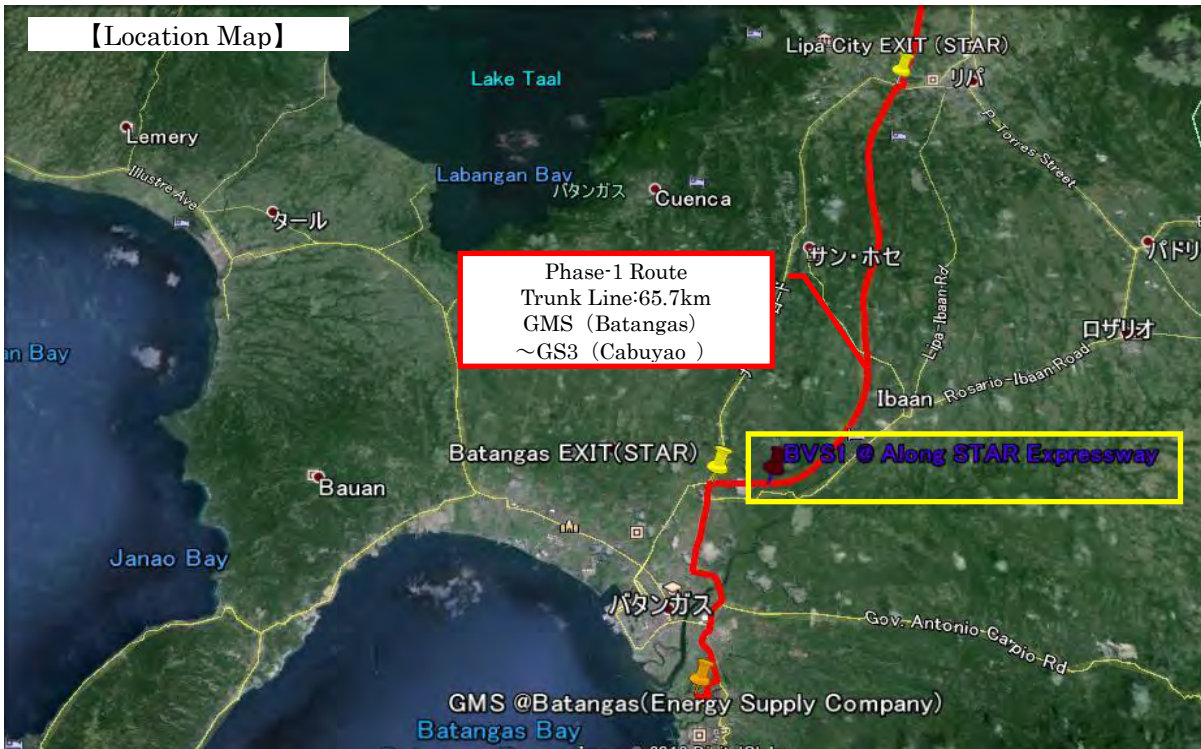 【Location Map】
Lipa City EXIT (STAR)
リパ
Lake Taal
Lemery
P. Torres Street
Illustre Ave
Labangan Bay
バタンガス
Cuenca
タール
サン・ホセ
パドリ
Phase-1 Route
Trunk Line:65.7km
GMS（Batangas）
～GS3（Cabuyao ）
Lipa-Ibaan-Rd
ロザリオ
an Bay
Ibaan
Rosario-Ibaan-Road
Batangas EXIT(STAR)
BVS1 @ Along STAR Expressway
Bauan
Janao Bay
バタンガス
Gov. Antonio Carpio Rd
GMS @Batangas(Energy Supply Company)
Batangas Bay